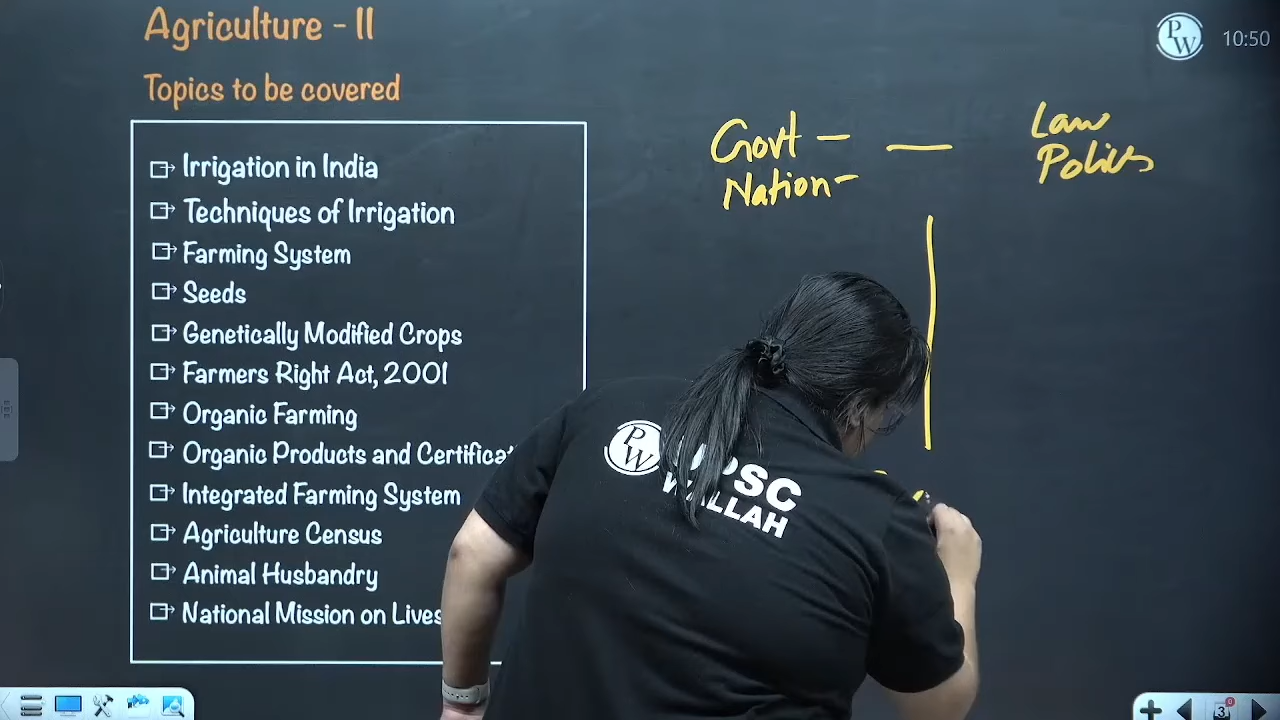 Agriculture - II
Topics to be covered
Irrigation in India
Techniques of Irrigation
Farming System
Seeds
Genetically Modified Crops
Farmers Right Act, 2001
Organic Farming
Organic Products and Certificat
Integrated Farming System
Agriculture Census
Animal Husbandry
National Mission on Lives
PW
10:50
Govt -
Nation -
Law
PW
WALLAH
3